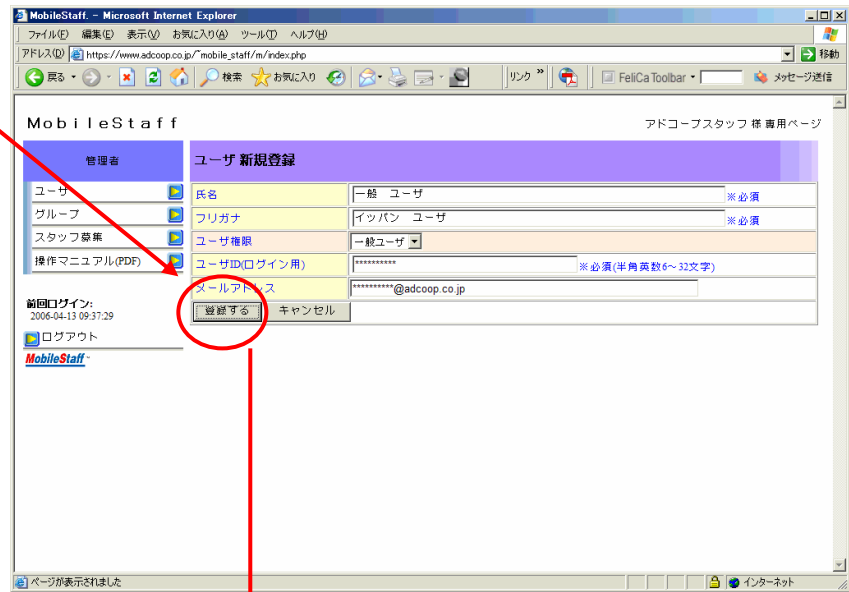 MobileStaff. - Microsoft Internet Explorer
ファイル(F) 編集(E) 表示(V) お気に入り(A) ツール(T) ヘルプ(H)
アドレス(D) https://www.adcoop.co.jp/~mobile_staff/m/index.php 移動
戻る 検索 お気に入り リンク » FeliCa Toolbar メッセージ送信
MobileStaff アドコープスタッフ 様 専用ページ
管理者 ユーザ 新規登録
ユーザ 氏名 一般 ユーザ ※必須
グループ フリガナ イッパン ユーザ ※必須
スタッフ募集 ユーザ権限 一般ユーザ
操作マニュアル(PDF) ユーザID(ログイン用) ********** ※必須(半角英数6～32文字)
メールアドレス **********@adcoop.co.jp
前回ログイン: 登録する キャンセル
2006-04-13 09:37:29
ログアウト
MobileStaff
ページが表示されました インターネット